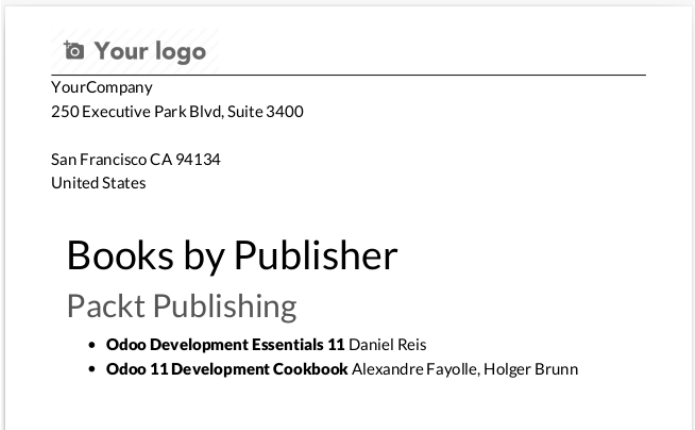 Your logo
YourCompany
250 Executive Park Blvd, Suite 3400
San Francisco CA 94134
United States
Books by Publisher
Packt Publishing
• Odoo Development Essentials 11 Daniel Reis
• Odoo 11 Development Cookbook Alexandre Fayolle, Holger Brunn